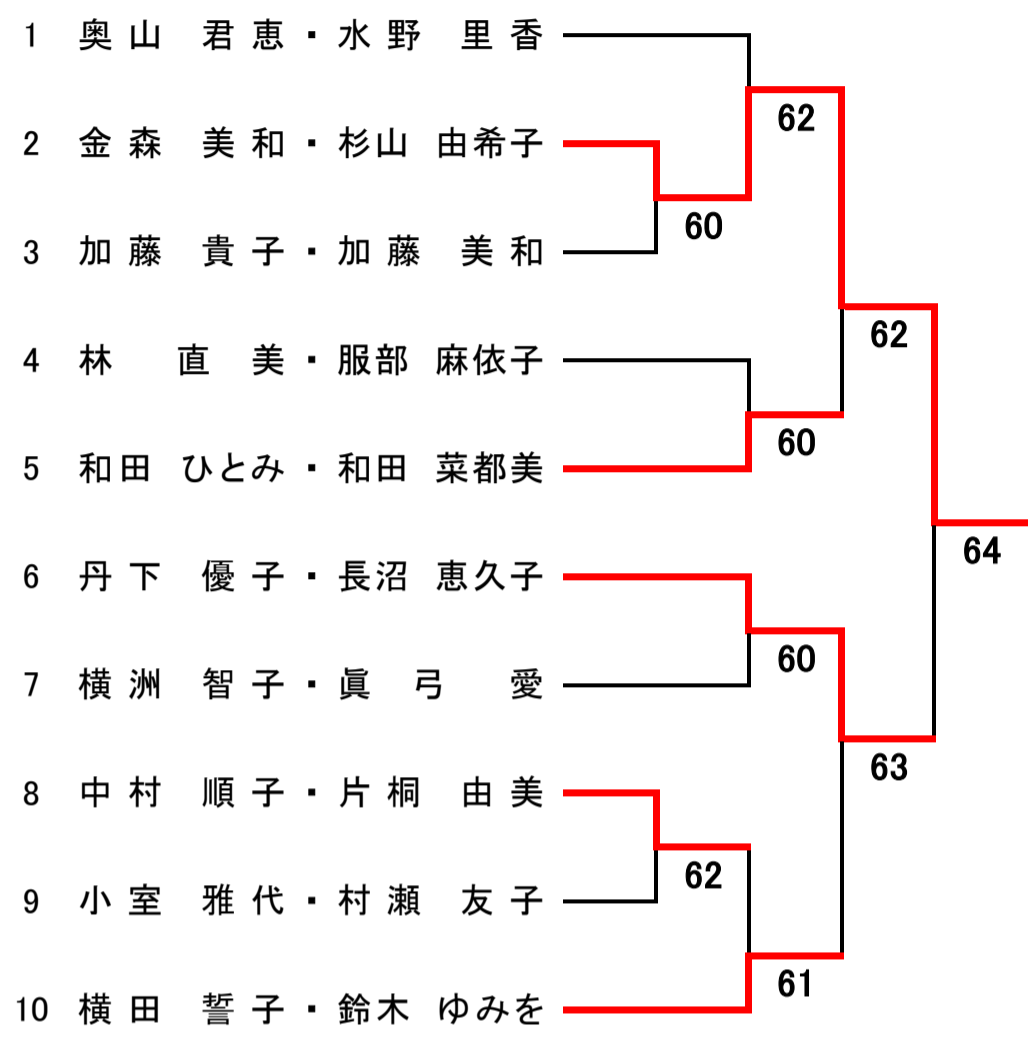 1 奥山 君恵・水野 里香
62
2 金森 美和・杉山 由希子
60
3 加藤 貴子・加藤 美和
62
4 林 直美・服部 麻依子
60
5 和田 ひとみ・和田 菜都美
64
6 丹下 優子・長沼 恵久子
60
7 横洲 智子・眞弓 愛
63
8 中村 順子・片桐 由美
62
9 小室 雅代・村瀬 友子
61
10 横田 誓子・鈴木 ゆみを